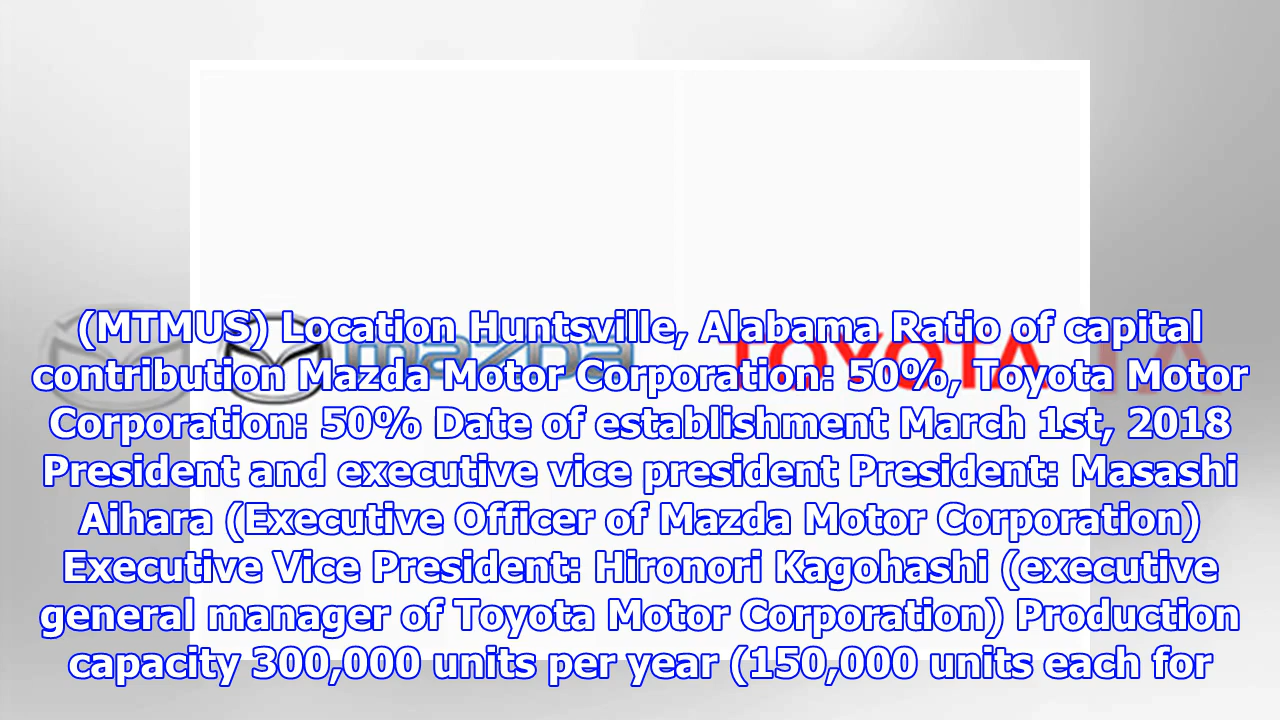 (MTMUS) Location Huntsville, Alabama Ratio of capital
contribution Mazda Motor Corporation: 50%, Toyota Motor
Corporation: 50% Date of establishment March 1st, 2018
President and executive vice president President: Masashi
Aihara (Executive Officer of Mazda Motor Corporation)
Executive Vice President: Hironori Kagohashi (executive
general manager of Toyota Motor Corporation) Production
capacity 300,000 units per year (150,000 units each for
mazda
TOYOTA